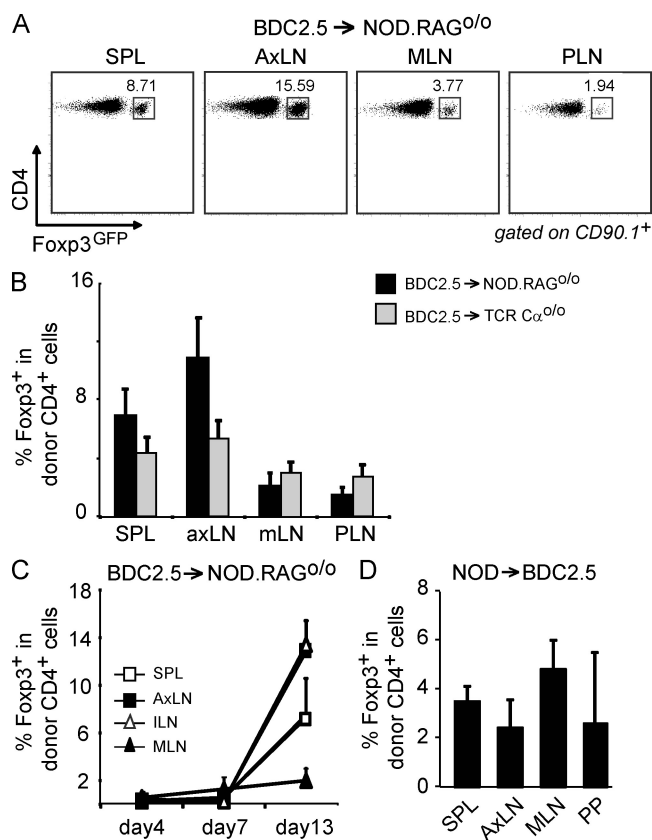 A
BDC2.5 → NOD.RAG^o/o
SPL AxLN MLN PLN
8.71 15.59 3.77 1.94
CD4
Foxp3^GFP
gated on CD90.1^+
B
BDC2.5 → NOD.RAG^o/o
BDC2.5 → TCR Cα^o/o
% Foxp3^+ in
donor CD4^+ cells
16
8
4
0
SPL axLN mLN PLN
C
BDC2.5 → NOD.RAG^o/o
% Foxp3^+ in
donor CD4^+ cells
18
14
10
6
2
SPL
AxLN
ILN
MLN
day4 day7 day13
D
NOD → BDC2.5
% Foxp3^+ in
donor CD4^+ cells
8
6
4
2
0
SPL AxLN MLN PP